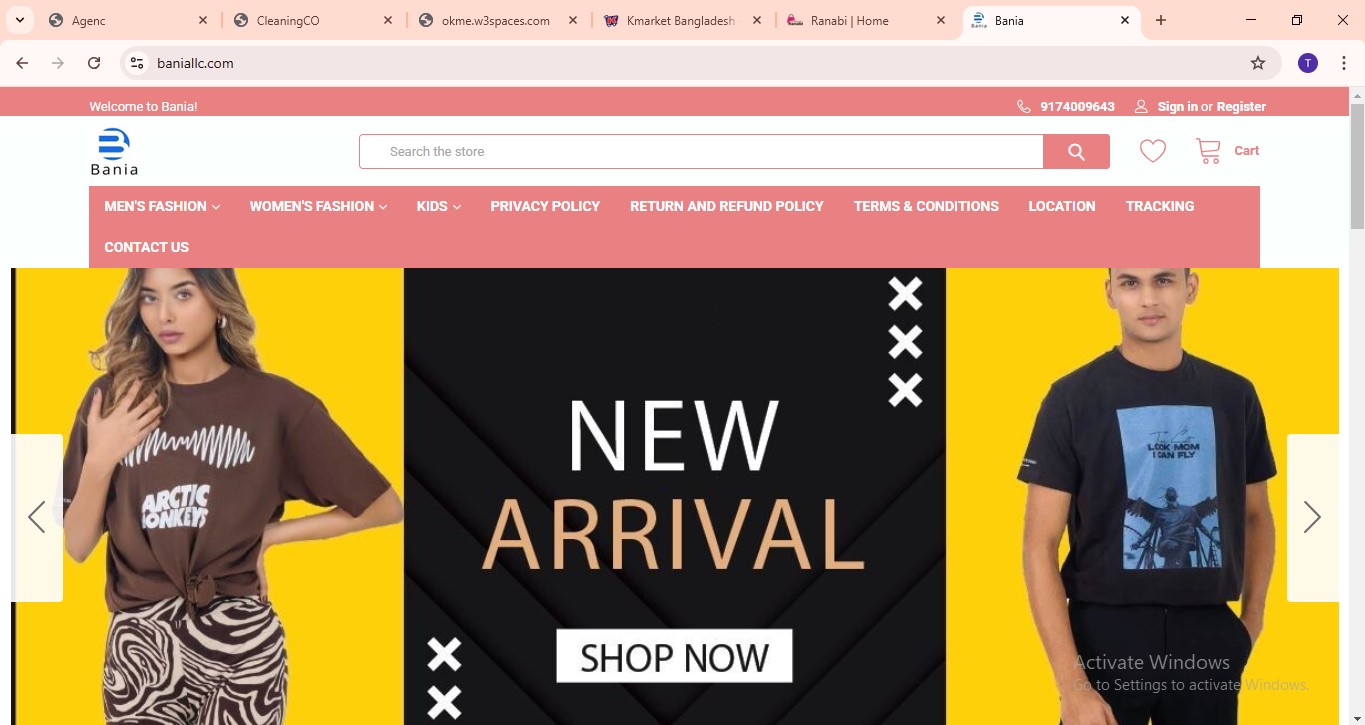 Agenc
CleaningCO
okme.w3spaces.com
Kmarket Bangladesh
Ranabi | Home
Bania
baniallc.com
T
Welcome to Bania!
9174009643
Sign in or Register
Bania
Search the store
Cart
MEN'S FASHION
WOMEN'S FASHION
KIDS
PRIVACY POLICY
RETURN AND REFUND POLICY
TERMS & CONDITIONS
LOCATION
TRACKING
CONTACT US
NEW
ARRIVAL
SHOP NOW
ARCTIC
MONKEYS
LOOK MOM
I CAN FLY
Activate Windows
Go to Settings to activate Windows.